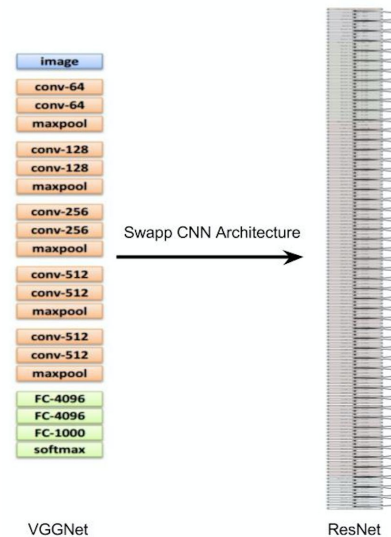 image
conv-64
conv-64
maxpool
conv-128
conv-128
maxpool
conv-256
conv-256
maxpool
conv-512
conv-512
maxpool
conv-512
conv-512
maxpool
FC-4096
FC-4096
FC-1000
softmax
VGGNet
Swapp CNN Architecture
ResNet